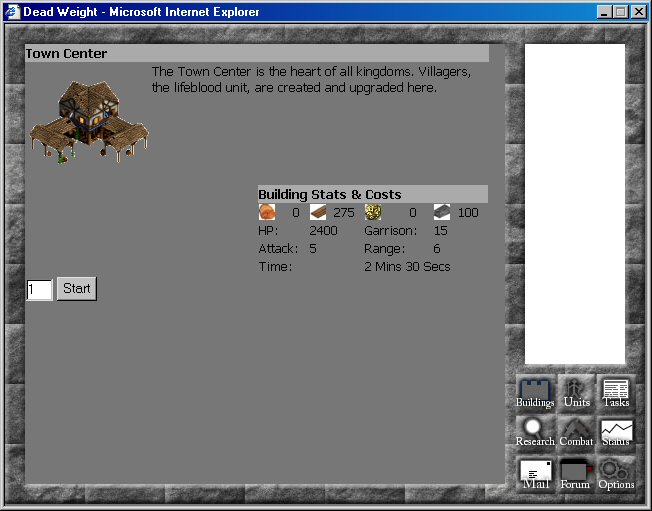 Dead Weight - Microsoft Internet Explorer
Town Center
The Town Center is the heart of all kingdoms. Villagers,
the lifeblood unit, are created and upgraded here.
Building Stats & Costs
0 275 0 100
HP: 2400 Garrison: 15
Attack: 5 Range: 6
Time: 2 Mins 30 Secs
1 Start
Buildings Units Tasks
Research Combat Status
Mail Forum Options